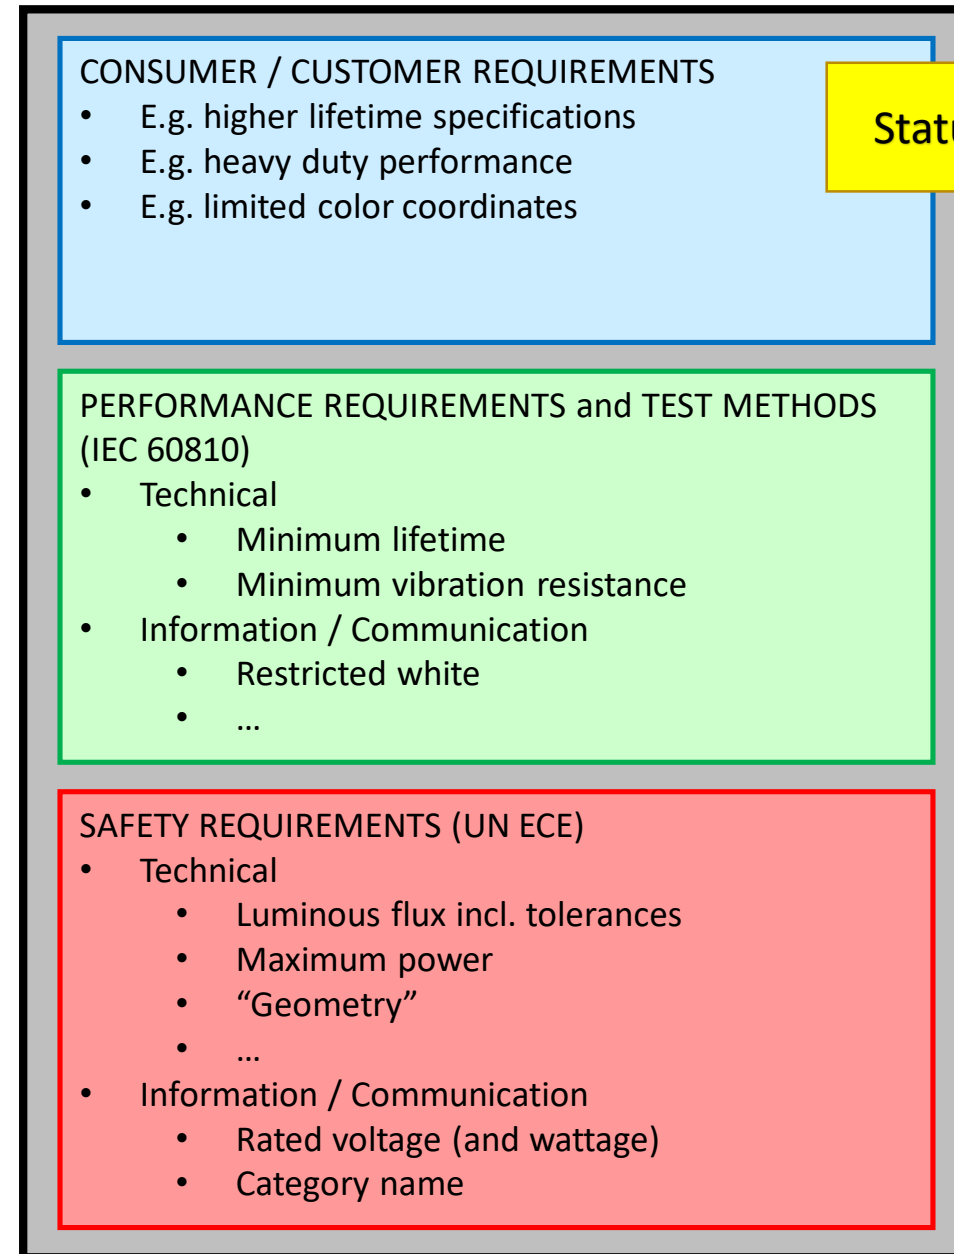 CONSUMER / CUSTOMER REQUIREMENTS
• E.g. higher lifetime specifications
• E.g. heavy duty performance
• E.g. limited color coordinates
PERFORMANCE REQUIREMENTS and TEST METHODS
(IEC 60810)
• Technical
• Minimum lifetime
• Minimum vibration resistance
• Information / Communication
• Restricted white
• …
SAFETY REQUIREMENTS (UN ECE)
• Technical
• Luminous flux incl. tolerances
• Maximum power
• “Geometry”
• …
• Information / Communication
• Rated voltage (and wattage)
• Category name